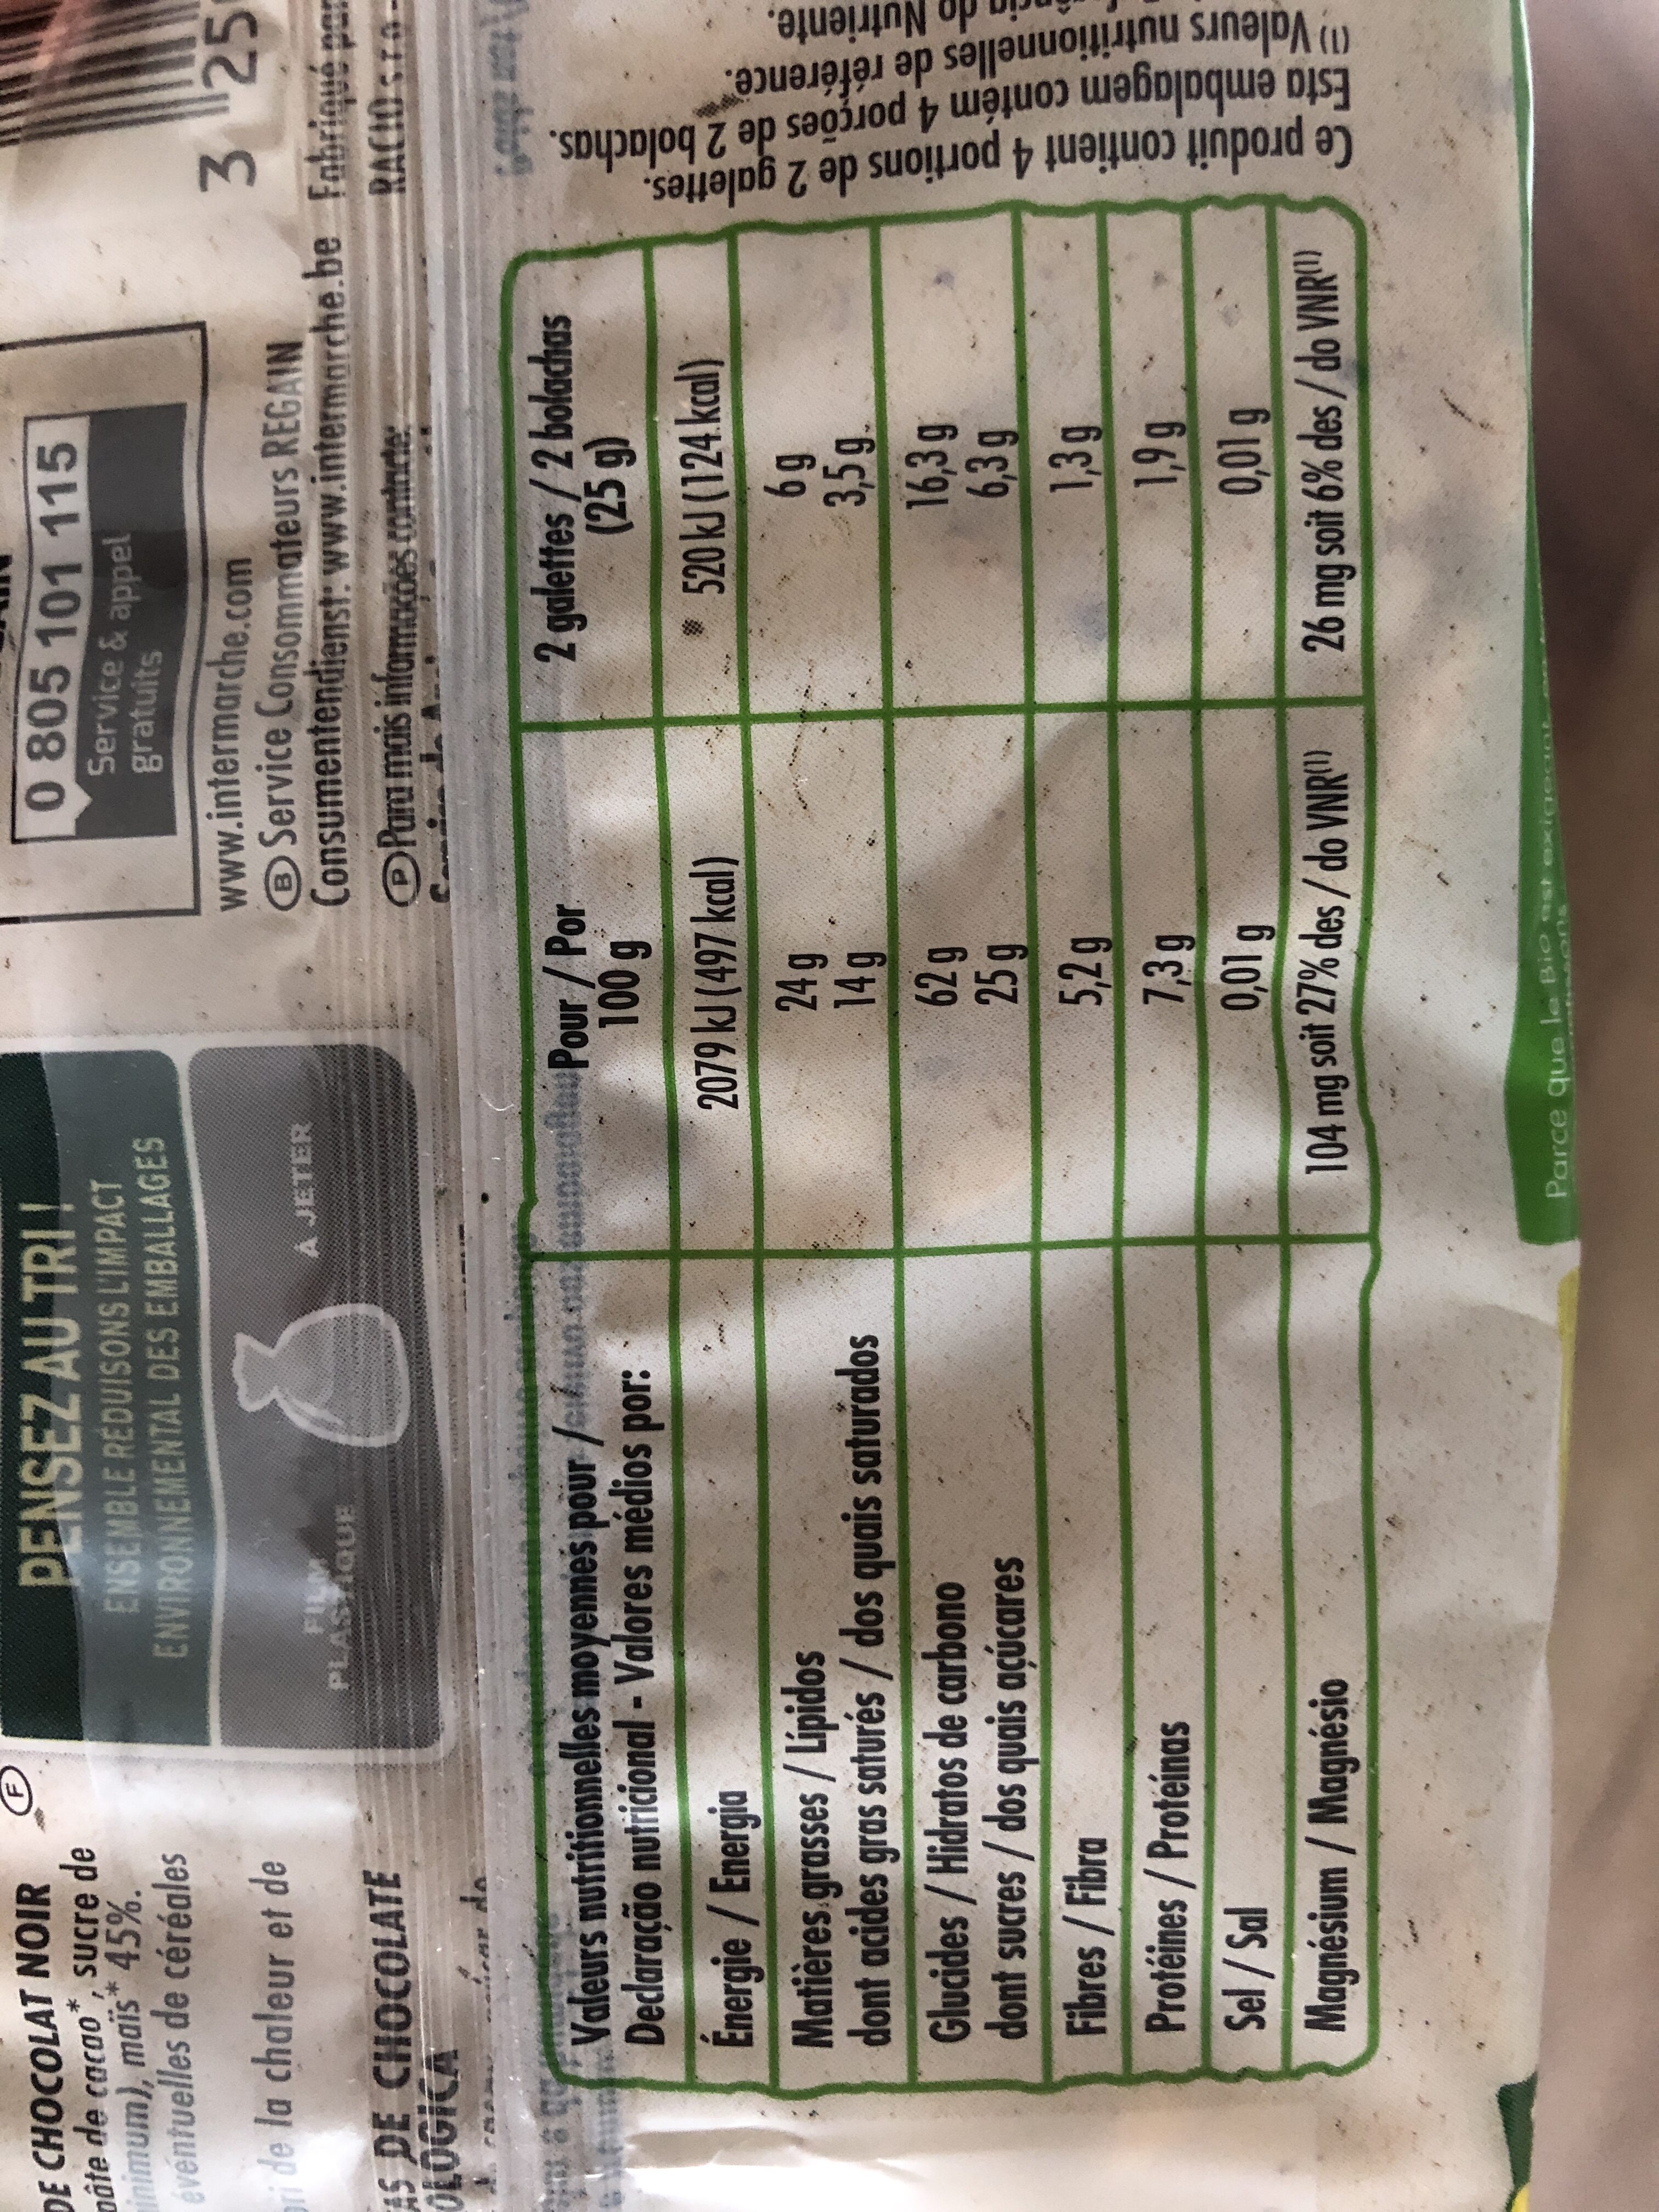 DE CHOCOLAT NOIR
pâte de cacao*, sucre de
maïs* 45%.
éventuelles de céréales
de la chaleur et de
DE CHOCOLATE
F
PENSEZ AU TRI !
ENSEMBLE RÉDUISONS L'IMPACT
ENVIRONNEMENTAL DES EMBALLAGES
FILM
PLASTIQUE
À JETER
0 805 101 115
Service & appel
gratuits
www.intermarche.com
B Service Consommateurs REGAIN
Consumentendienst: www.intermarche.be
P Para mais informações contacte:
3 25
Fabriqué par
RACIO s.r.o -
Valeurs nutritionnelles moyennes pour / Pour / Por 2 galettes / 2 bolachas
Declaração nutricional - Valores médios por: 100 g (25 g)
Énergie / Energia 2079 kJ (497 kcal) 520 kJ (124 kcal)
Matières grasses / Lípidos 24 g 6 g
dont acides gras saturés / dos quais saturados 14 g 3,5 g
Glucides / Hidratos de carbono 62 g 16,3 g
dont sucres / dos quais açúcares 25 g 6,3 g
Fibres / Fibra 5,2 g 1,3 g
Protéines / Proteínas 7,3 g 1,9 g
Sel / Sal 0,01 g 0,01 g
Magnésium / Magnésio 104 mg soit 27% des / do VNR(1) 26 mg soit 6% des / do VNR(1)
Ce produit contient 4 portions de 2 galettes.
Esta embalagem contém 4 porções de 2 bolachas.
(1) Valeurs nutritionnelles de référence.
do Nutriente.
Parce que le Bio est exigeant